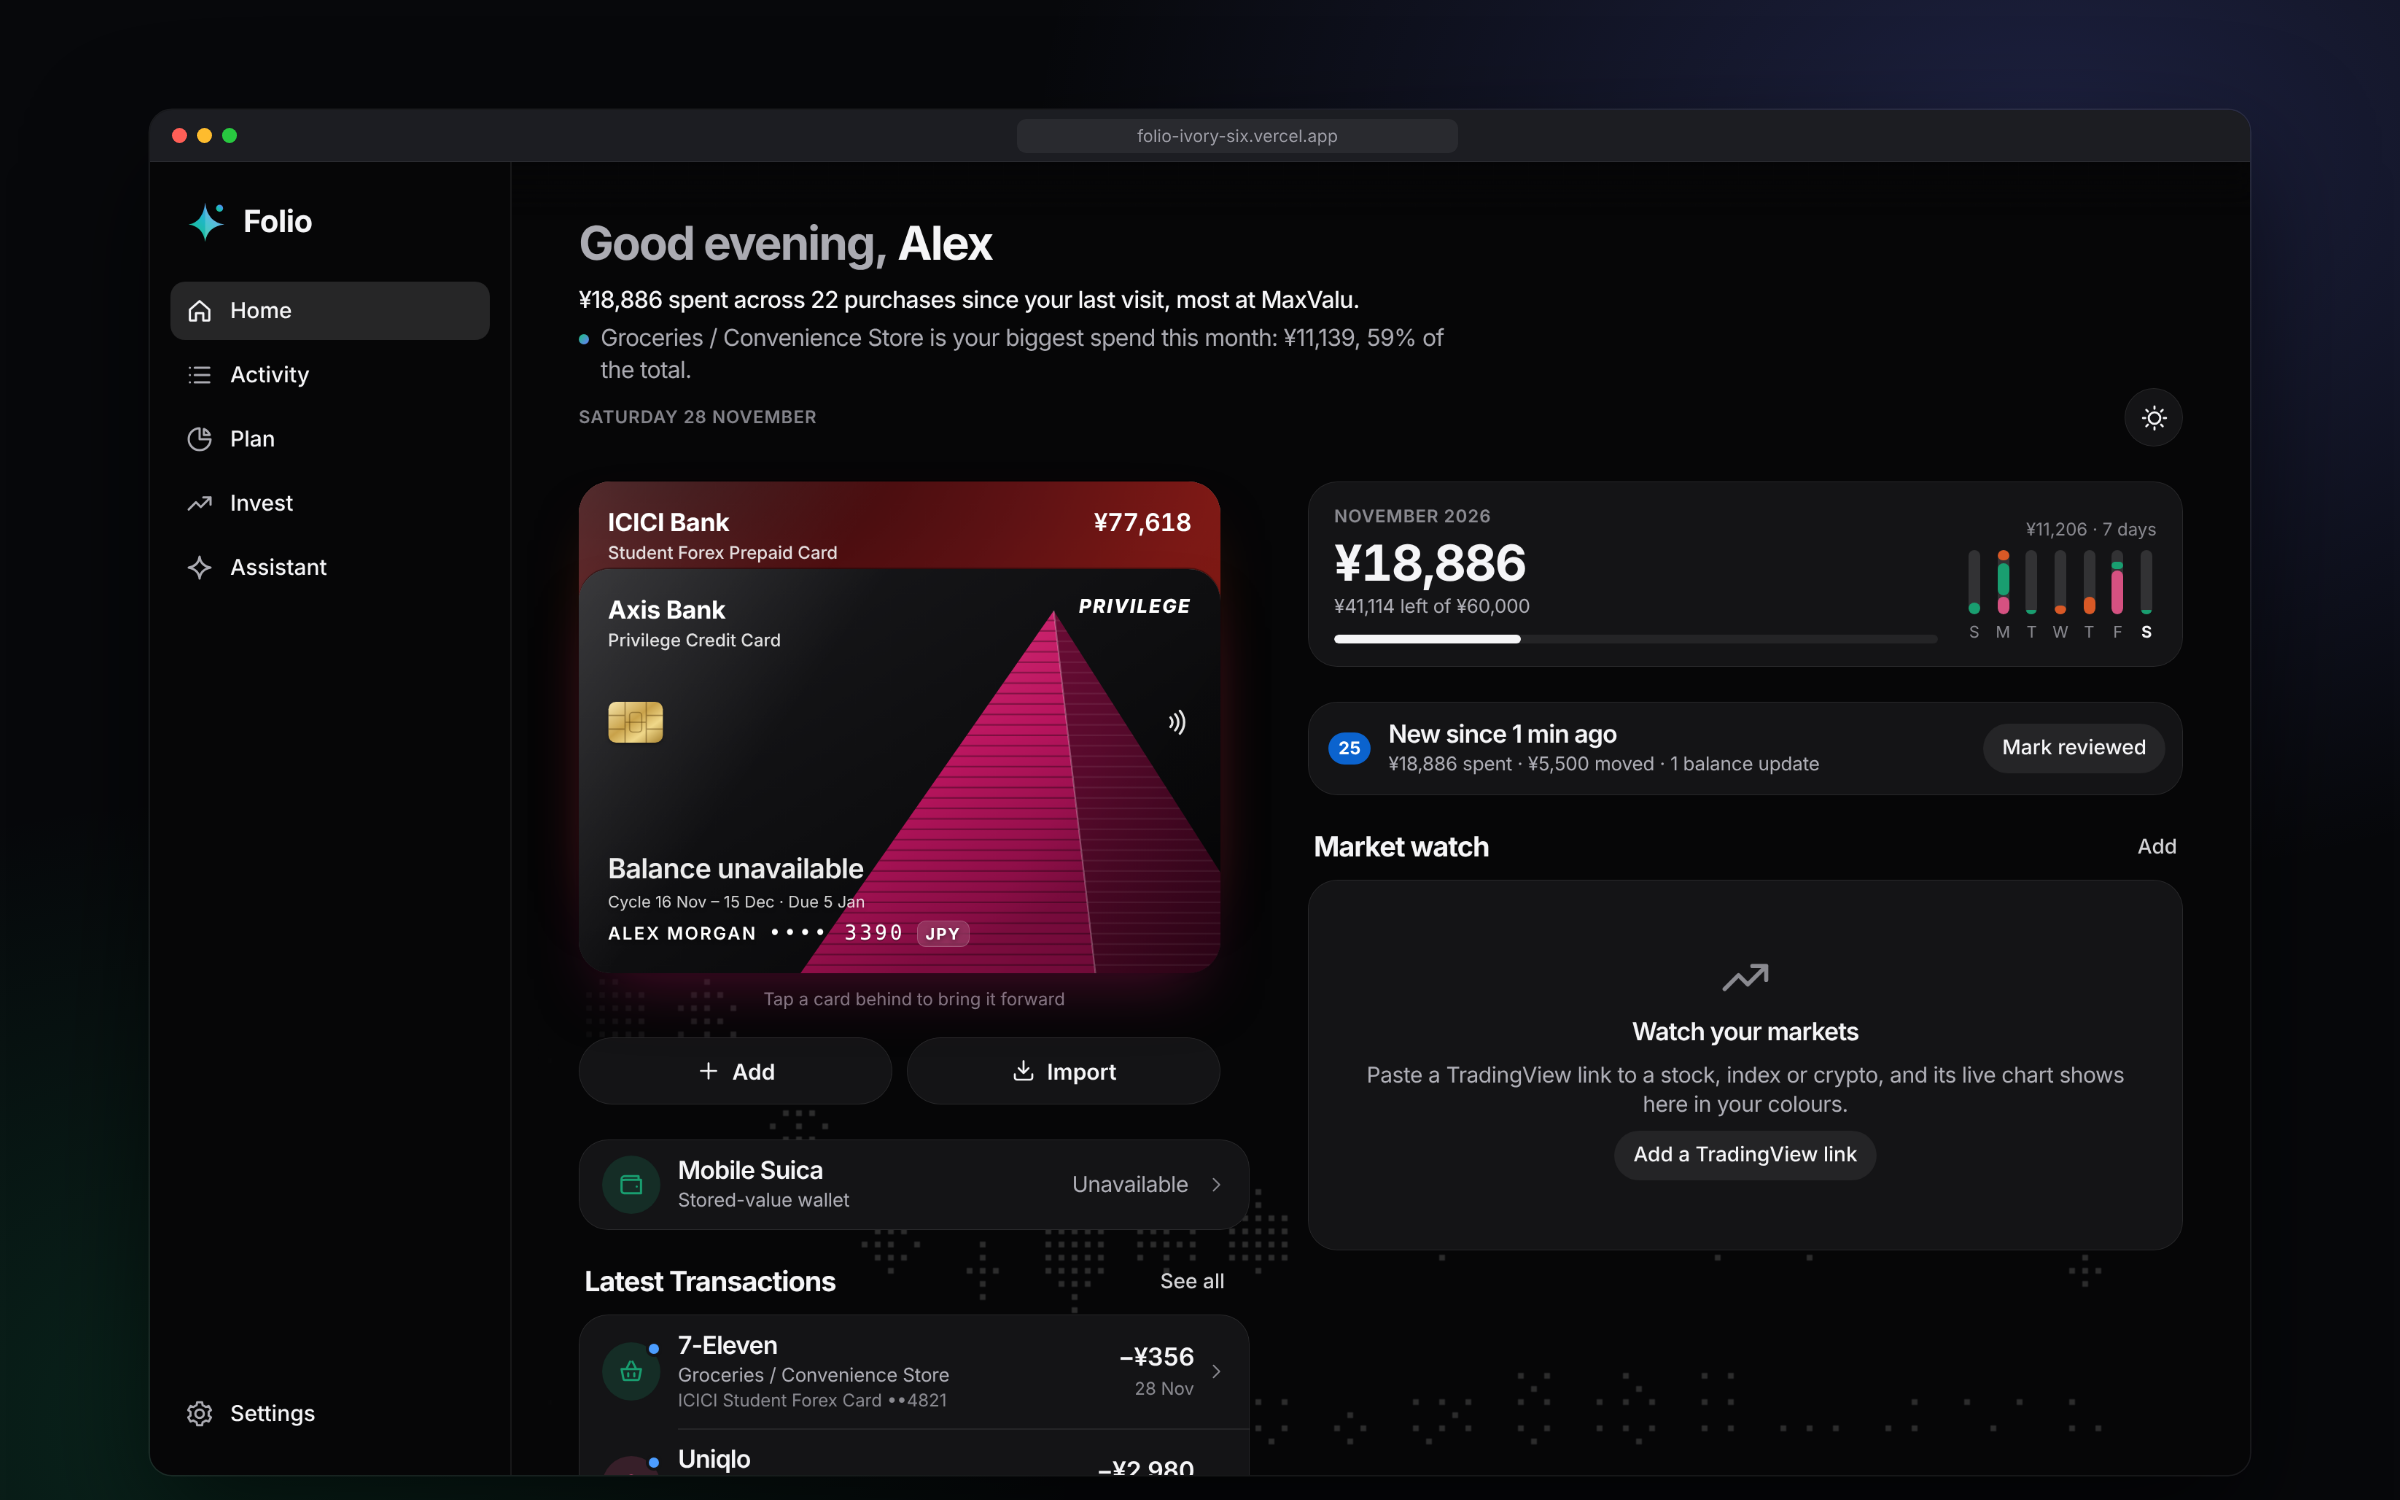 folio-ivory-six.vercel.app
Folio
Home
Activity
Plan
Invest
Assistant
Settings
Good evening, Alex
¥18,886 spent across 22 purchases since your last visit, most at MaxValu.
Groceries / Convenience Store is your biggest spend this month: ¥11,139, 59% of
the total.
SATURDAY 28 NOVEMBER
ICICI Bank ¥77,618
Student Forex Prepaid Card
Axis Bank PRIVILEGE
Privilege Credit Card
Balance unavailable
Cycle 16 Nov – 15 Dec · Due 5 Jan
ALEX MORGAN •••• 3390 JPY
Tap a card behind to bring it forward
Add
Import
Mobile Suica
Stored-value wallet
Unavailable
Latest Transactions
See all
7-Eleven
Groceries / Convenience Store
ICICI Student Forex Card ••4821
−¥356
28 Nov
Uniqlo
−¥2,980
NOVEMBER 2026
¥18,886
¥41,114 left of ¥60,000
¥11,206 · 7 days
S M T W T F S
25
New since 1 min ago
¥18,886 spent · ¥5,500 moved · 1 balance update
Mark reviewed
Market watch
Add
Watch your markets
Paste a TradingView link to a stock, index or crypto, and its live chart shows
here in your colours.
Add a TradingView link